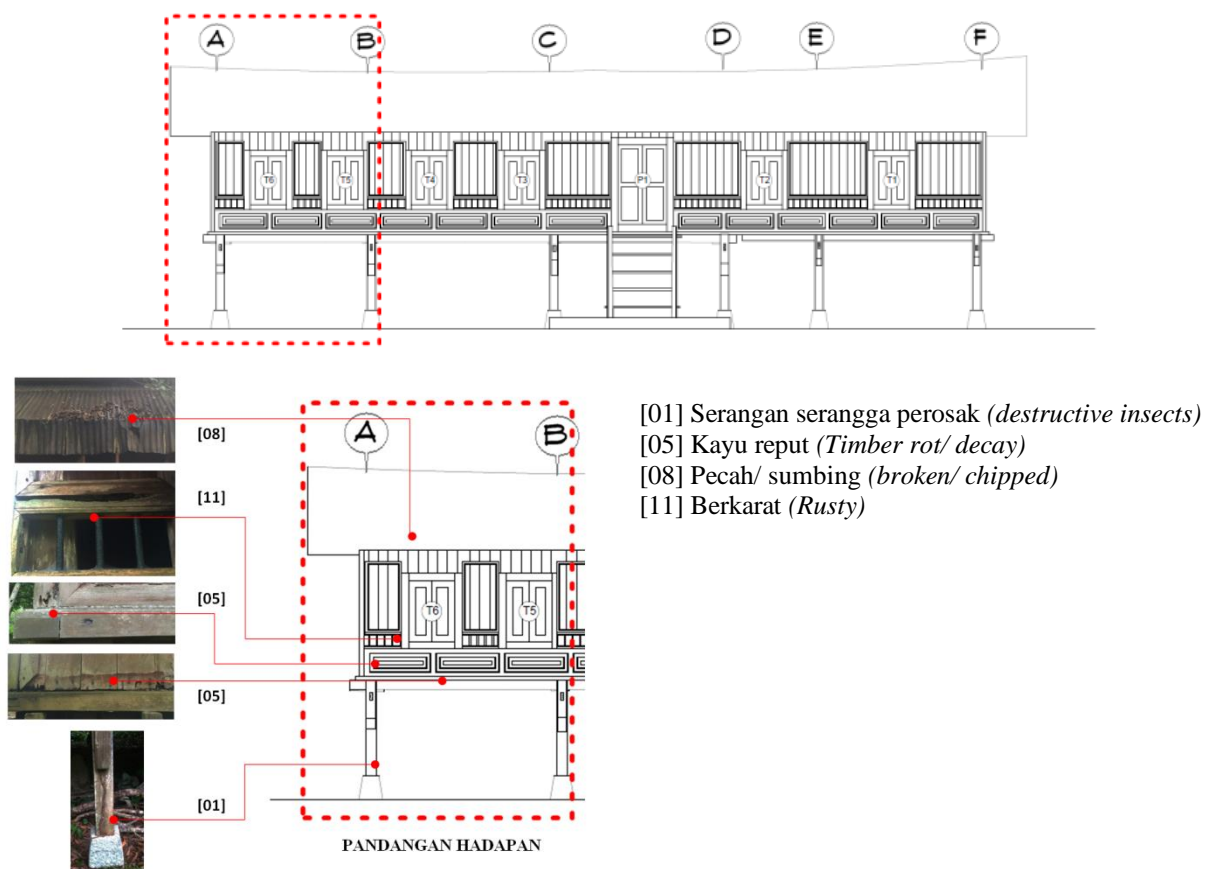 A B C D E F
T6 T5 T4 T3 P1 T2 T1
[08]
[11]
[05]
[05]
[01]
A B
T6 T5
PANDANGAN HADAPAN
[01] Serangan serangga perosak (destructive insects)
[05] Kayu reput (Timber rot/ decay)
[08] Pecah/ sumbing (broken/ chipped)
[11] Berkarat (Rusty)